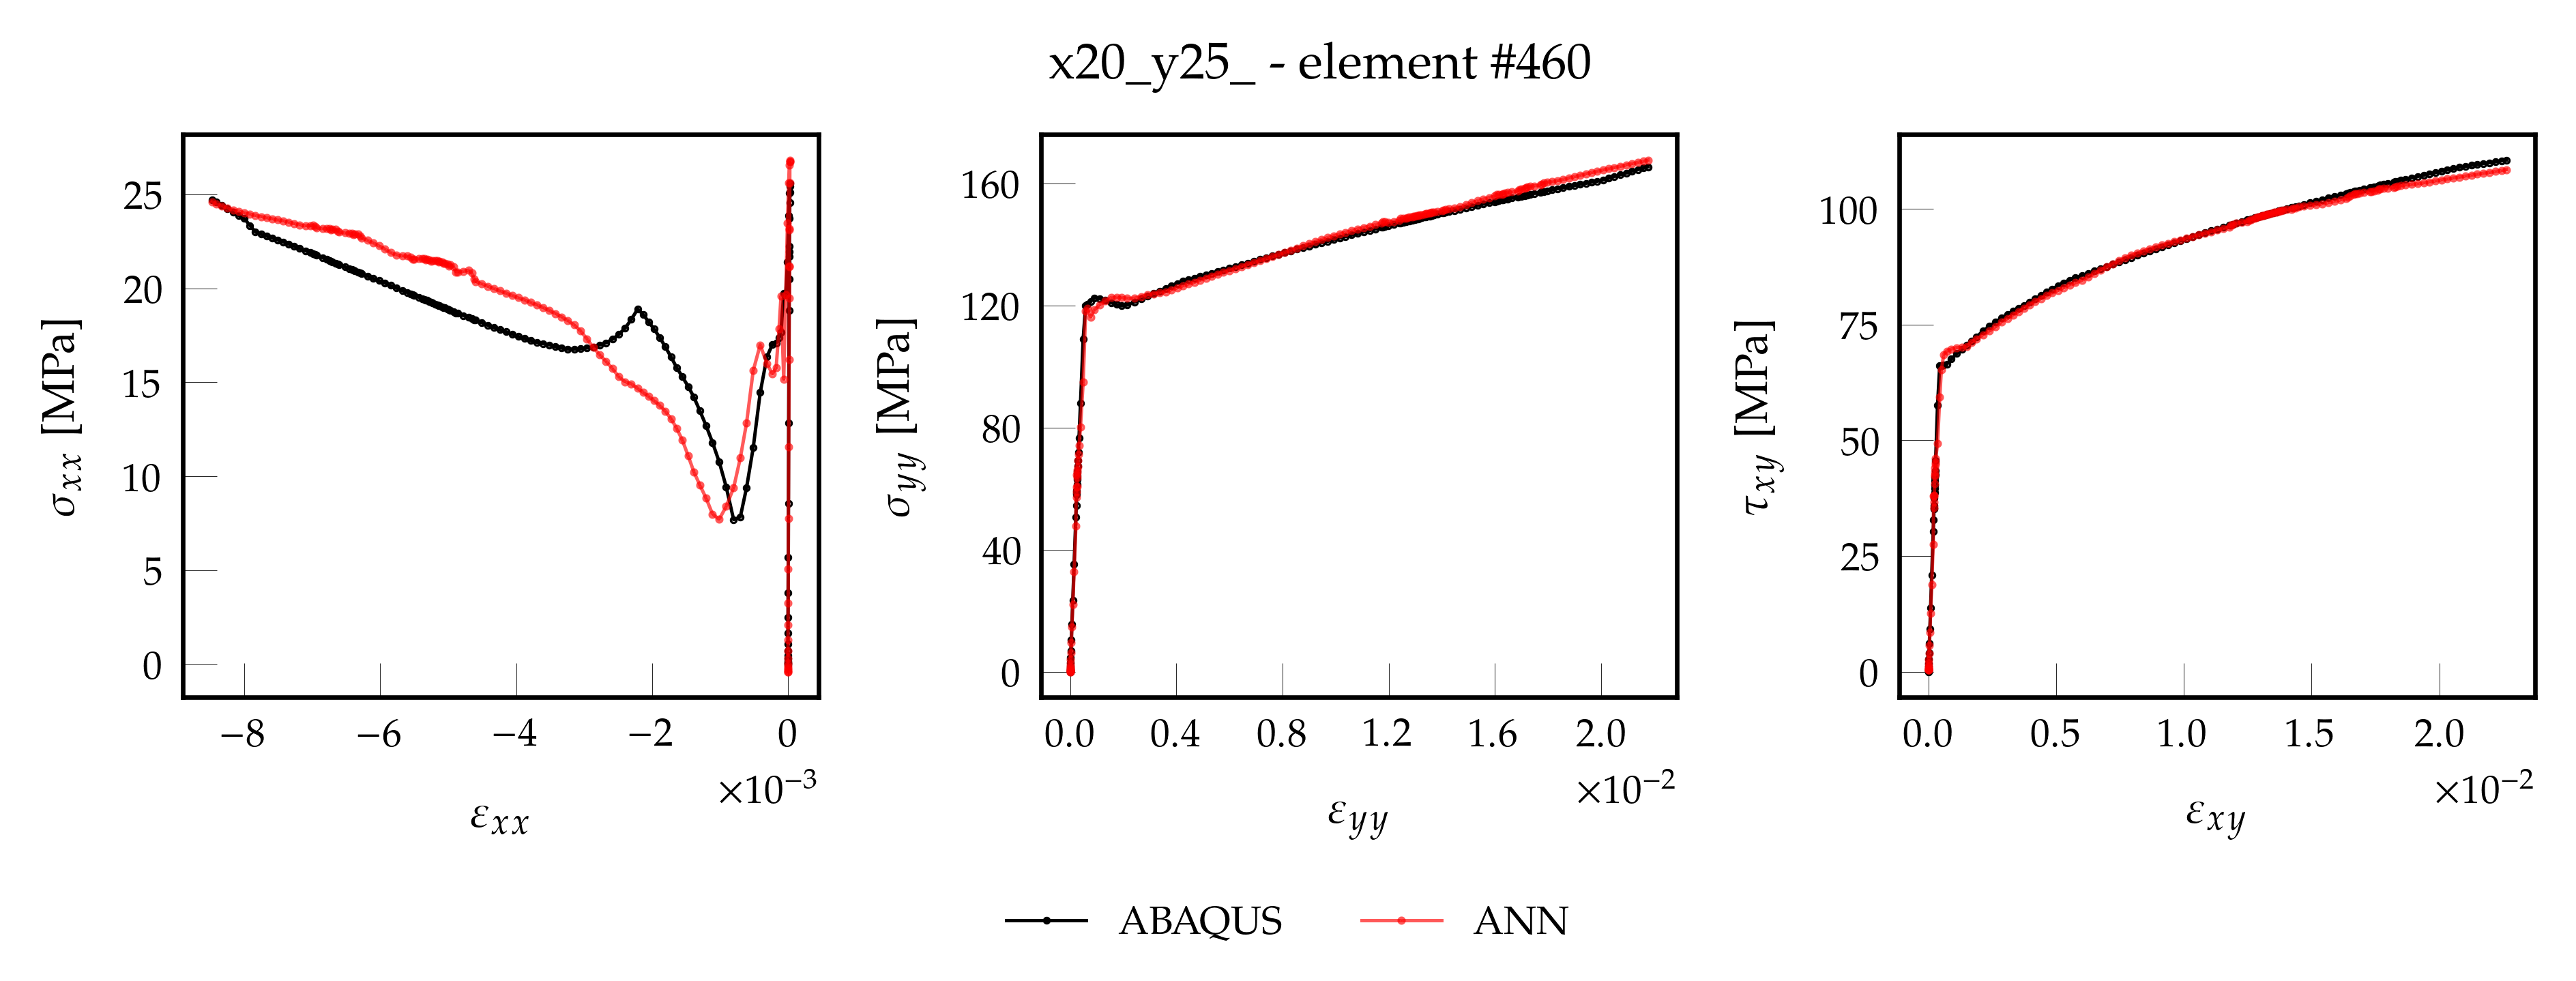 x20_y25_ - element #460
σxx [MPa]
25
20
15
10
5
0
−8 −6 −4 −2 0
×10−3
εxx
σyy [MPa]
160
120
80
40
0
0.0 0.4 0.8 1.2 1.6 2.0
×10−2
εyy
τxy [MPa]
100
75
50
25
0
0.0 0.5 1.0 1.5 2.0
×10−2
εxy
ABAQUS ANN